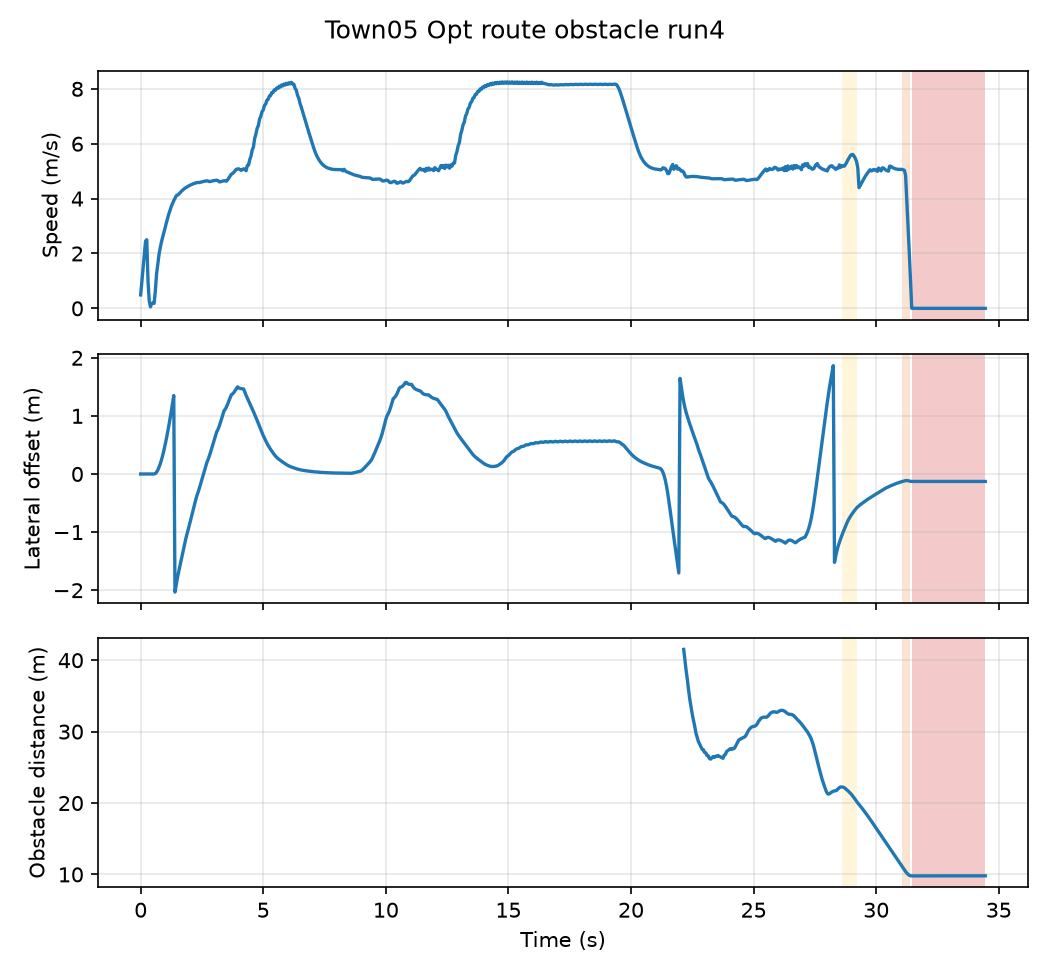 Town05 Opt route obstacle run4
Speed (m/s)
8
6
4
2
0
Lateral offset (m)
2
1
0
−1
−2
Obstacle distance (m)
40
30
20
10
0 5 10 15 20 25 30 35
Time (s)